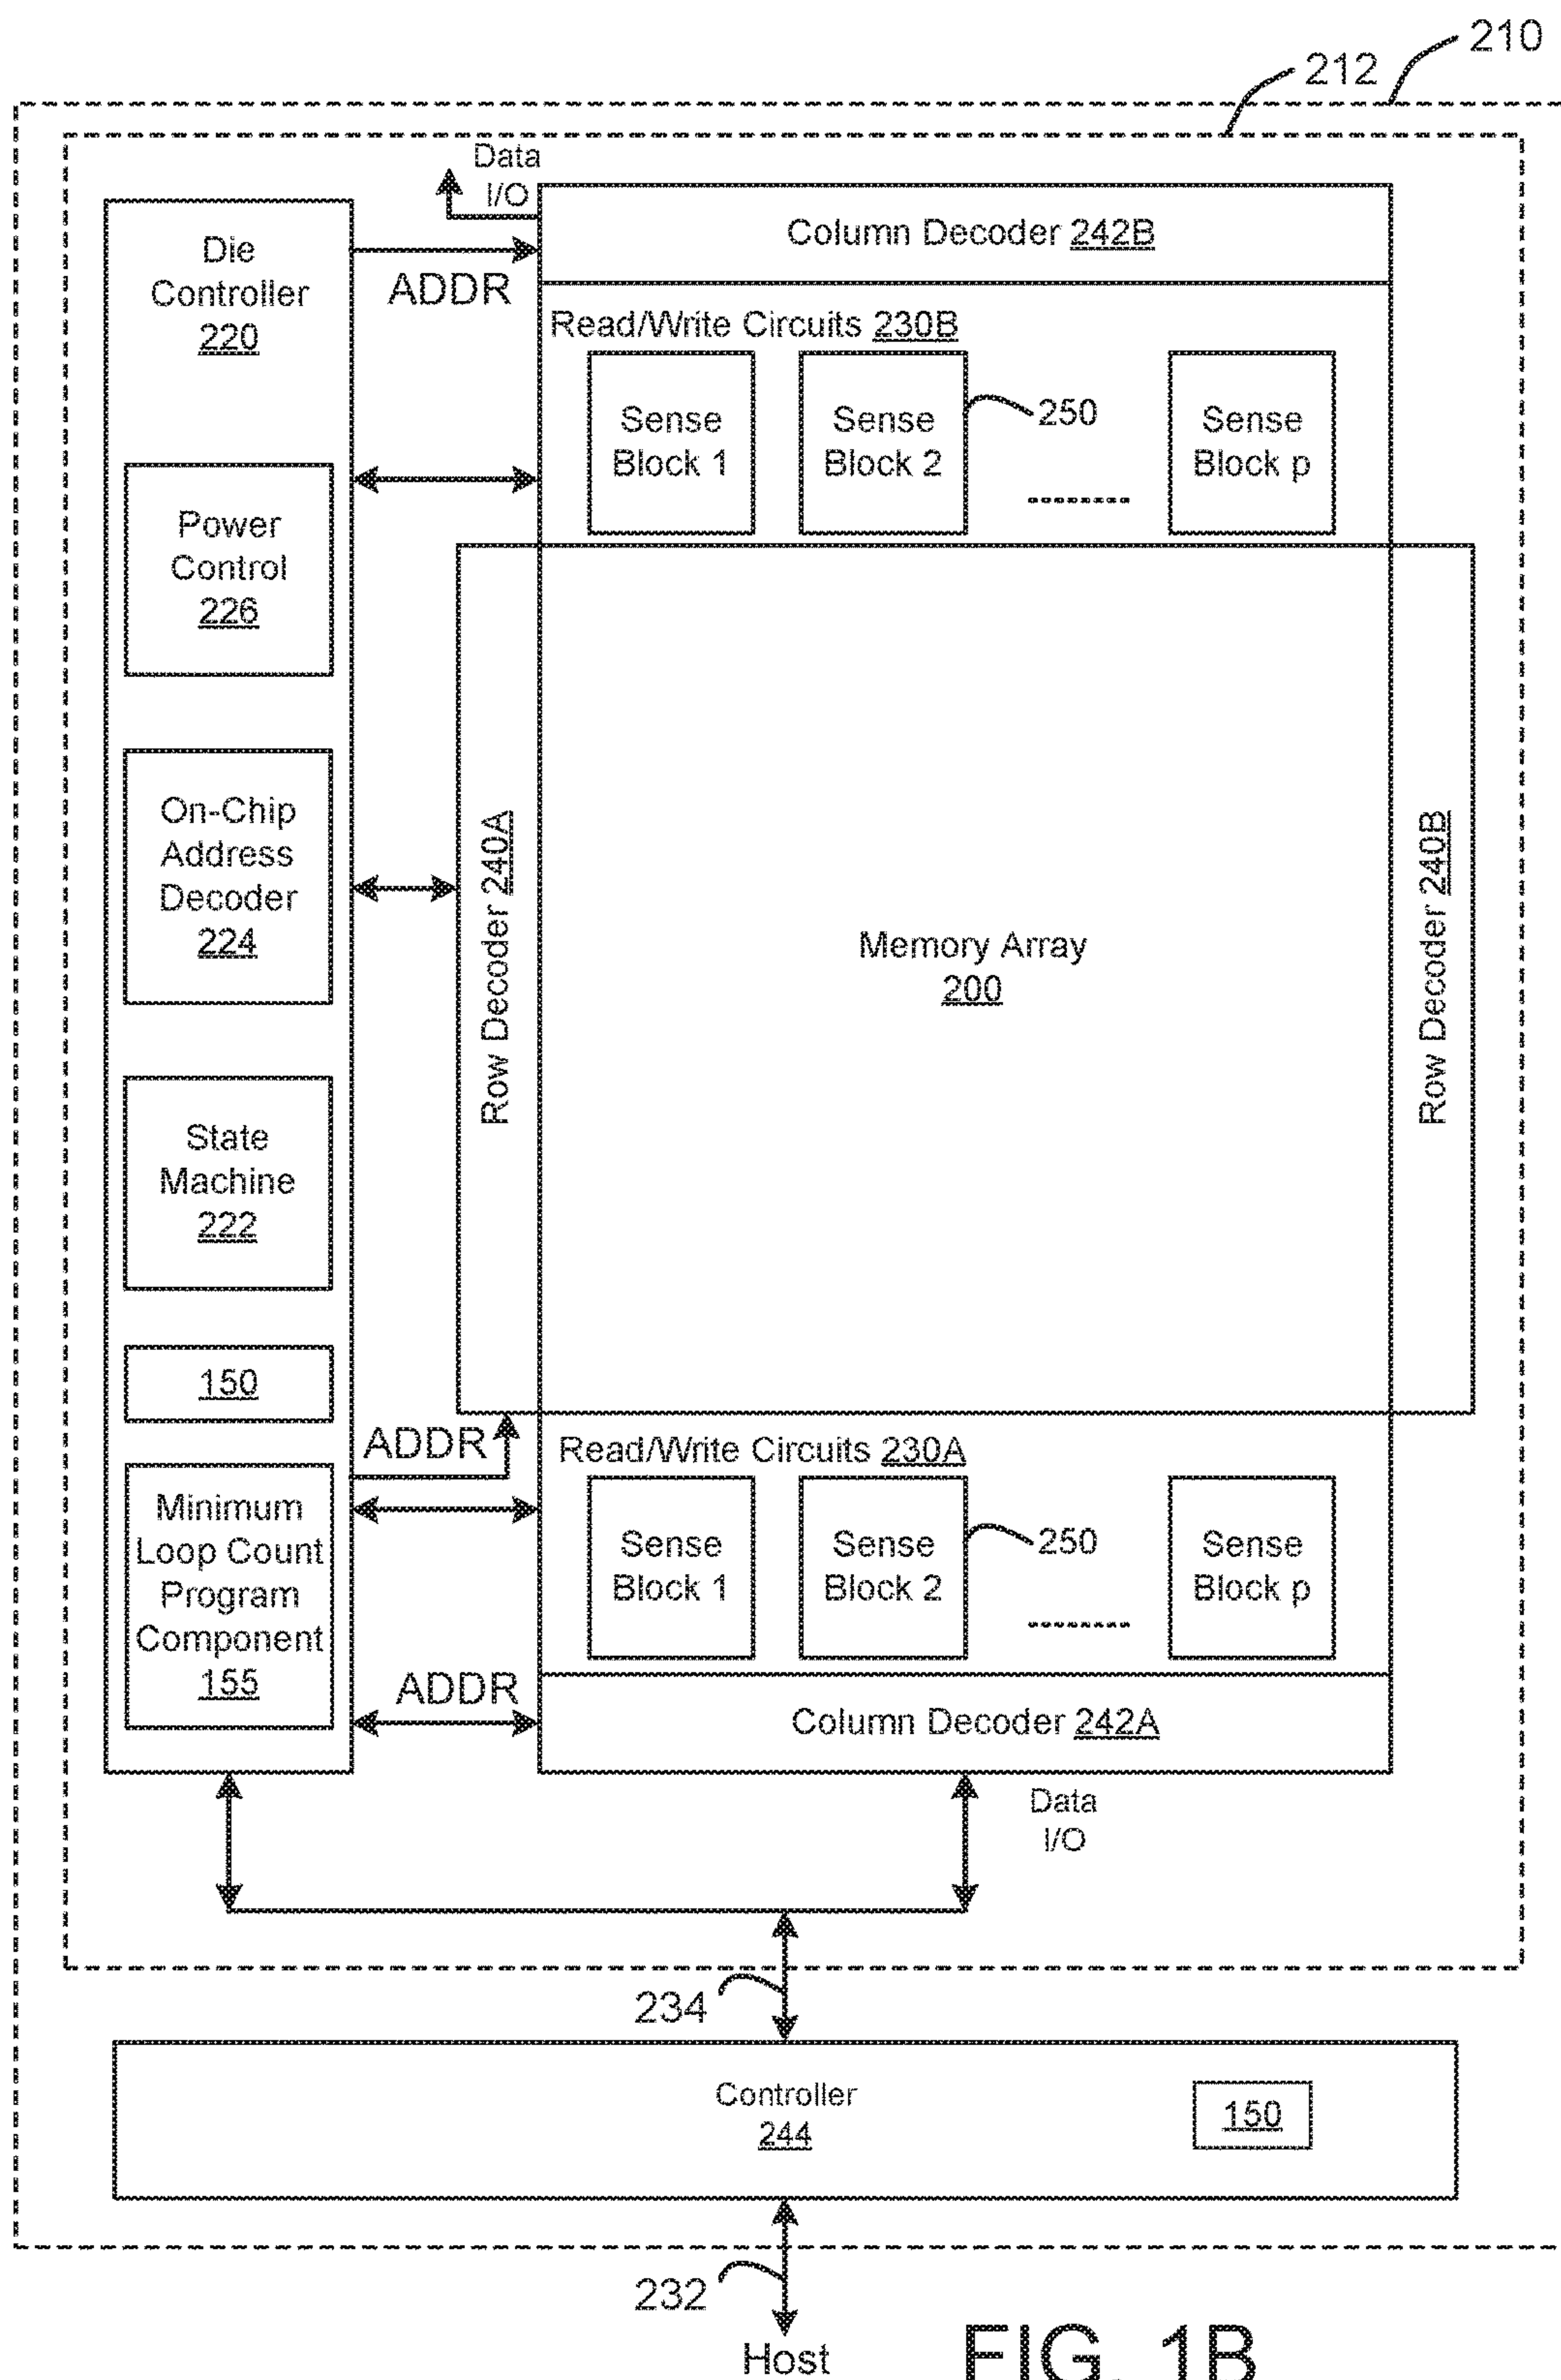 210
212
Data
I/O
Die
Controller
220
ADDR
Column Decoder 242B
Read/Write Circuits 230B
Sense
Block 1
Sense
Block 2
250
Sense
Block p
Power
Control
226
On-Chip
Address
Decoder
224
State
Machine
222
150
Minimum
Loop Count
Program
Component
155
Row Decoder 240A
Memory Array
200
Row Decoder 240B
ADDR
Read/Write Circuits 230A
Sense
Block 1
Sense
Block 2
250
Sense
Block p
ADDR
Column Decoder 242A
Data
I/O
234
Controller
244
150
232
Host
FIG. 1B